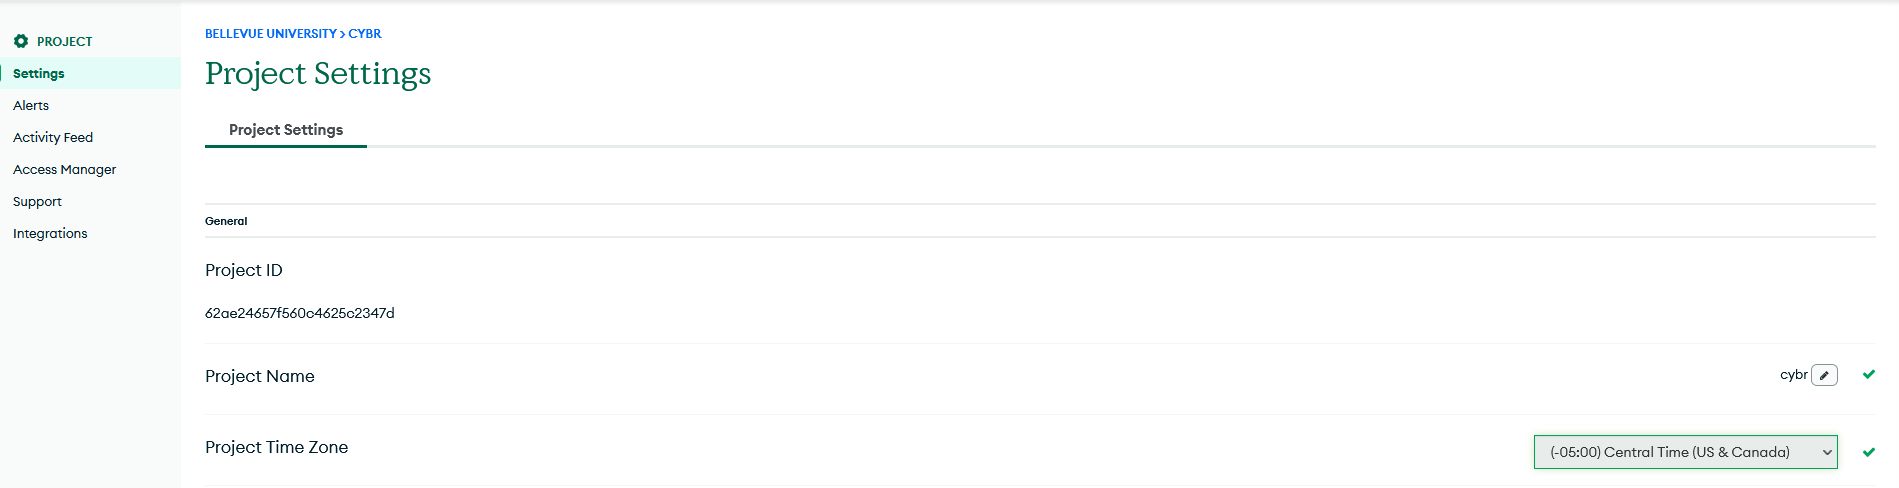 PROJECT
Settings
Alerts
Activity Feed
Access Manager
Support
Integrations
BELLEVUE UNIVERSITY > CYBR
Project Settings
Project Settings
General
Project ID
62ae24657f560c4625c2347d
Project Name
cybr
Project Time Zone
(-05:00) Central Time (US & Canada)